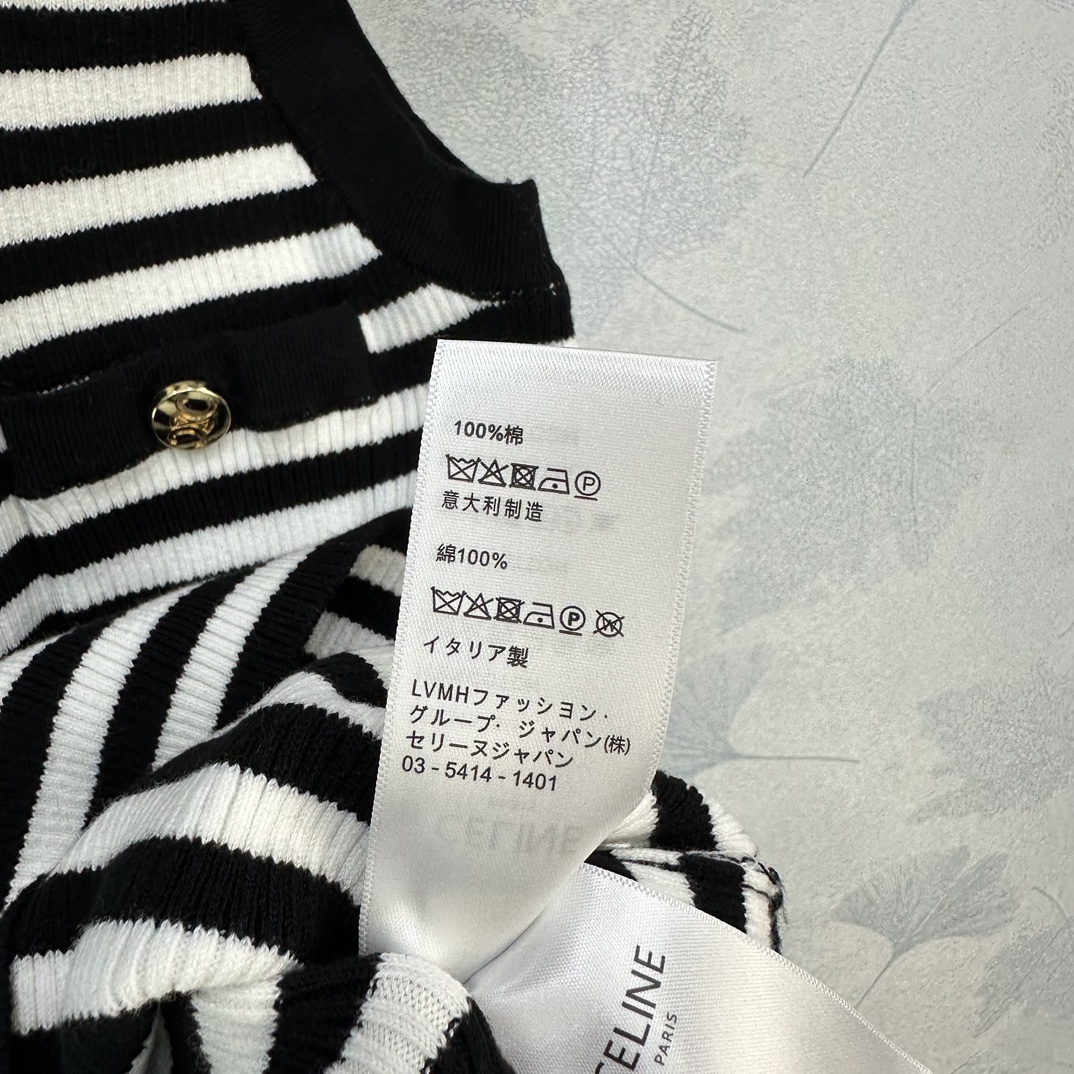 100%棉
P
意大利制造
綿100%
P W
イタリア製
LVMHファッション·
グループ· ジャパン(株)
セリーヌジャパン
03-5414-1401
CELINE
PARIS